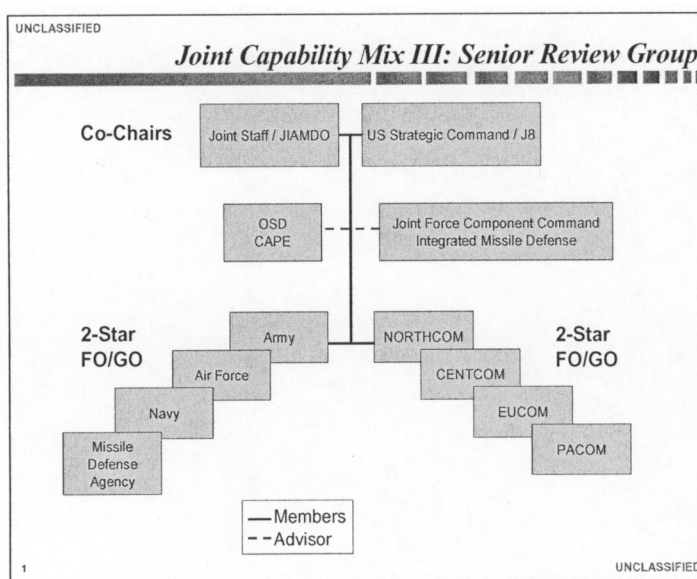 UNCLASSIFIED
Joint Capability Mix III: Senior Review Group
Co-Chairs
Joint Staff / JIAMDO
US Strategic Command / J8
OSD
CAPE
Joint Force Component Command
Integrated Missile Defense
2-Star
FO/GO
Army
Air Force
Navy
Missile
Defense
Agency
NORTHCOM
CENTCOM
EUCOM
PACOM
2-Star
FO/GO
Members
Advisor
1
UNCLASSIFIED